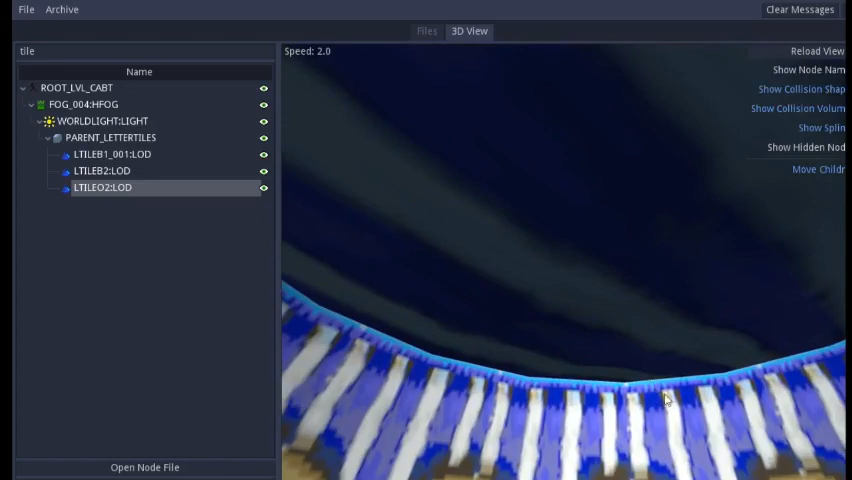 File Archive Clear Messages
Files 3D View
tile
Speed: 2.0
Reload View
Name
Show Node Nam
ROOT_LVL_CABT
Show Collision Shap
FOG_004:HFOG
Show Collision Volum
WORLDLIGHT:LIGHT
Show Splin
PARENT_LETTERTILES
Show Hidden Nod
LTILEB1_001:LOD
Move Childr
LTILEB2:LOD
LTILEO2:LOD
Open Node File